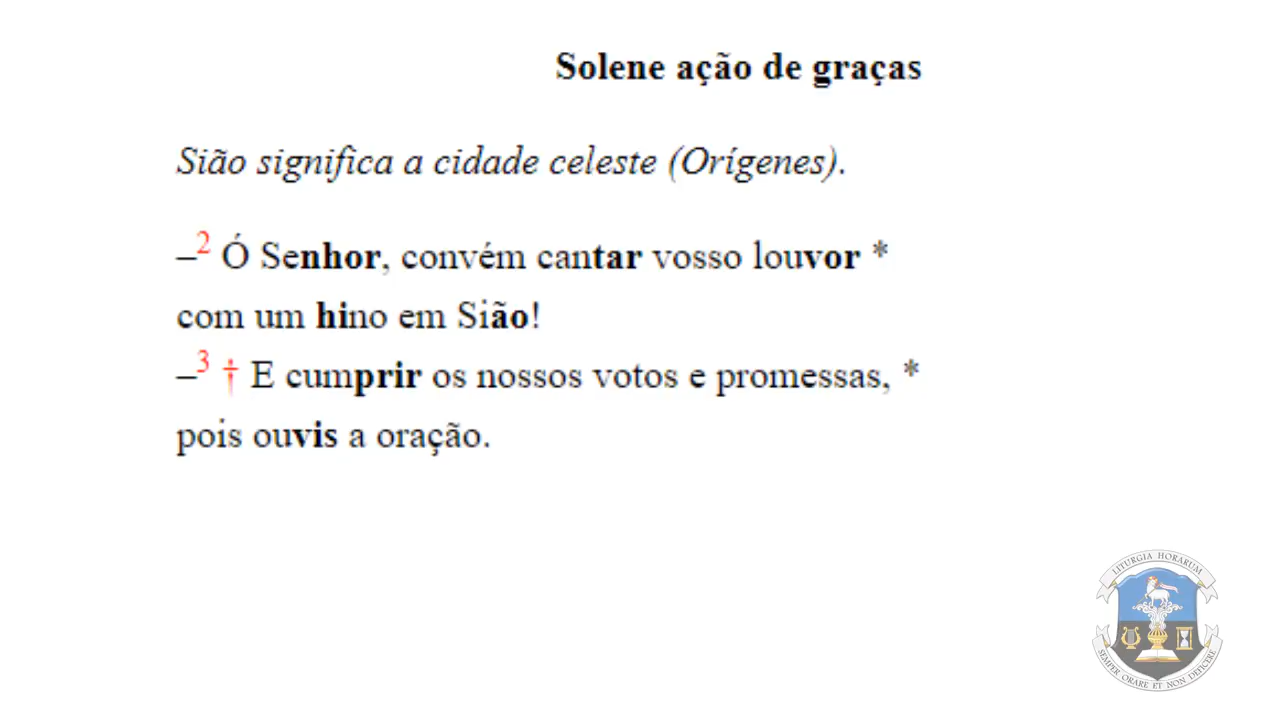 Solene ação de graças
Sião significa a cidade celeste (Orígenes).
–2 Ó Senhor, convém cantar vosso louvor *
com um hino em Sião!
–3 † E cumprir os nossos votos e promessas, *
pois ouvis a oração.
LITURGIA HORARUM
SEMPER ORARE ET NON DEFICERE